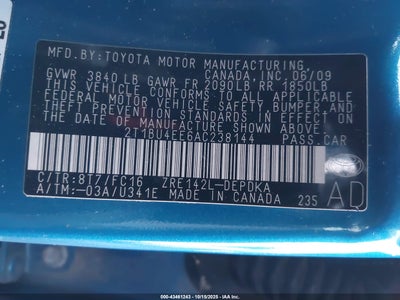 MFD.BY:TOYOTA MOTOR MANUFACTURING,
CANADA,INC.06/09
GVWR 3840 LB GAWR FR 2090LB RR 1850LB
THIS VEHICLE CONFORMS TO ALL APPLICABLE
FEDERAL MOTOR VEHICLE SAFETY,BUMPER,AND
THEFT PREVENTION STANDARDS IN EFFECT ON
THE DATE OF MANUFACTURE SHOWN ABOVE.
2T1BU4EE6AC238144 PASS.CAR
C/TR:8T7/FC16 ZRE142L-DEPDKA
A/TM:-03A/U341E MADE IN CANADA 235
AD
000-43461243 - 10/15/2025 - IAA Inc.